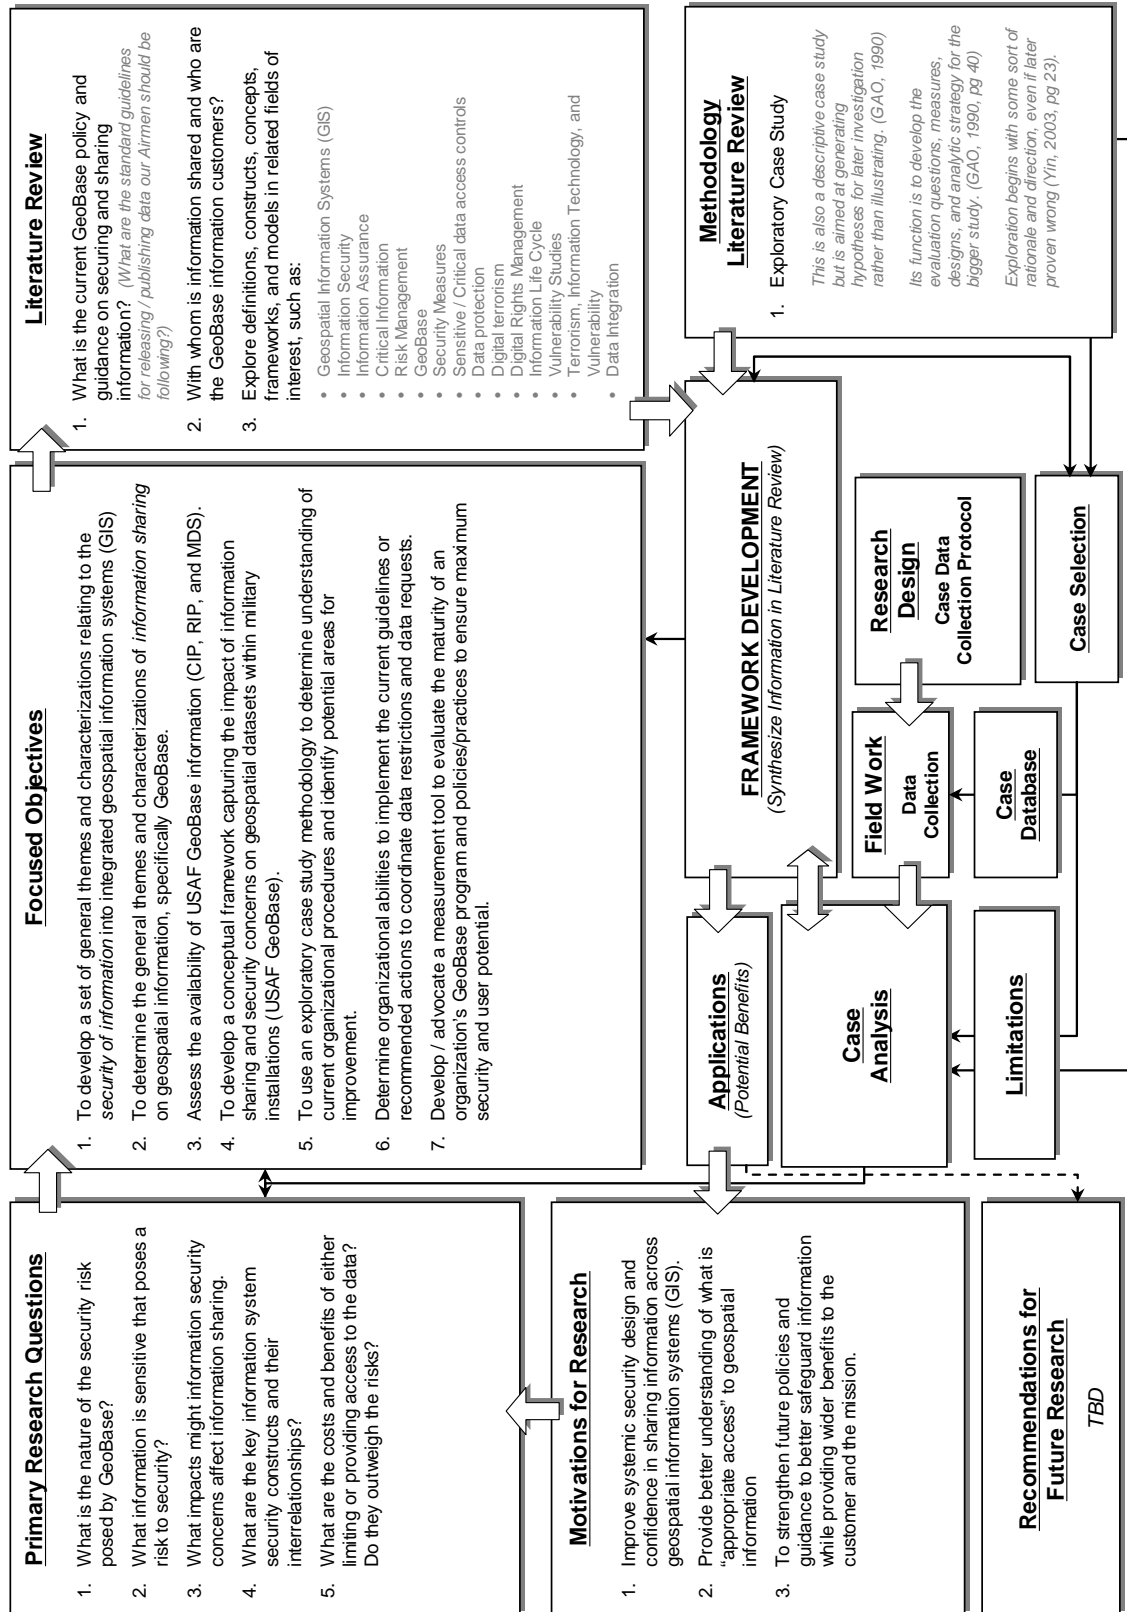 Primary Research Questions
1. What is the nature of the security risk
posed by GeoBase?
2. What information is sensitive that poses a
risk to security?
3. What impacts might information security
concerns affect information sharing.
4. What are the key information system
security constructs and their
interrelationships?
5. What are the costs and benefits of either
limiting or providing access to the data?
Do they outweigh the risks?
Focused Objectives
1. To develop a set of general themes and characterizations relating to the
security of information into integrated geospatial information systems (GIS)
2. To determine the general themes and characterizations of information sharing
on geospatial information, specifically GeoBase.
3. Assess the availability of USAF GeoBase information (CIP, RIP, and MDS).
4. To develop a conceptual framework capturing the impact of information
sharing and security concerns on geospatial datasets within military
installations (USAF GeoBase).
5. To use an exploratory case study methodology to determine understanding of
current organizational procedures and identify potential areas for
improvement.
6. Determine organizational abilities to implement the current guidelines or
recommended actions to coordinate data restrictions and data requests.
7. Develop / advocate a measurement tool to evaluate the maturity of an
organization's GeoBase program and policies/practices to ensure maximum
security and user potential.
Literature Review
1. What is the current GeoBase policy and
guidance on securing and sharing
information? (What are the standard guidelines
for releasing / publishing data our Airmen should be
following?)
2. With whom is information shared and who are
the GeoBase information customers?
3. Explore definitions, constructs, concepts,
frameworks, and models in related fields of
interest, such as:
• Geospatial Information Systems (GIS)
• Information Security
• Information Assurance
• Critical Information
• Risk Management
• GeoBase
• Security Measures
• Sensitive / Critical data access controls
• Data protection
• Digital terrorism
• Digital Rights Management
• Information Life Cycle
• Vulnerability Studies
• Terrorism, Information Technology, and
Vulnerability
• Data Integration
Motivations for Research
1. Improve systemic security design and
confidence in sharing information across
geospatial information systems (GIS).
2. Provide better understanding of what is
“appropriate access” to geospatial
information
3. To strengthen future policies and
guidance to better safeguard information
while providing wider benefits to the
customer and the mission.
Applications
(Potential Benefits)
FRAMEWORK DEVELOPMENT
(Synthesize Information in Literature Review)
Methodology
Literature Review
1. Exploratory Case Study
This is also a descriptive case study
but is aimed at generating
hypotheses for later investigation
rather than illustrating. (GAO, 1990)
Its function is to develop the
evaluation questions, measures,
designs, and analytic strategy for the
bigger study. (GAO, 1990, pg 40)
Exploration begins with some sort of
rationale and direction, even if later
proven wrong (Yin, 2003, pg 23).
Case
Analysis
Field Work
Data
Collection
Research
Design
Case Data
Collection Protocol
Recommendations for
Future Research
TBD
Limitations
Case
Database
Case Selection